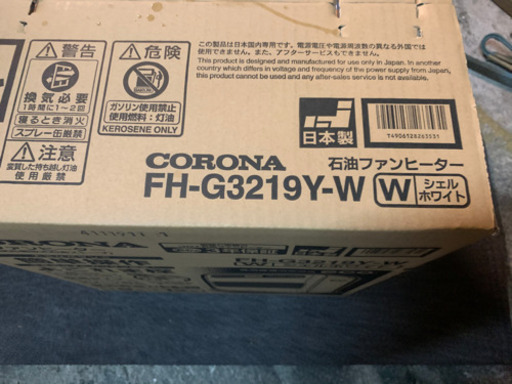 警告
換気必要
1時間に1~2回
寝るとき消火
スプレー缶厳禁
注意
変質した持ち越し灯油
使用厳禁
危険
ガソリン使用禁止
使用燃料:灯油
KEROSENE ONLY
この製品は日本国内専用です。電源電圧や電源周波数の異なる外国では使用できません。また、アフターサービスもできません。
This product is designed and manufactured for use only in Japan. In another
country which differs in voltage and frequency of the power supply from Japan,
this product cannot be used and any after-sales service is not available.
日本製
T4906128263531
CORONA
石油ファンヒーター
FH-G3219Y-W
W
シェル
ホワイト
CORONA
FH-G3219Y-W